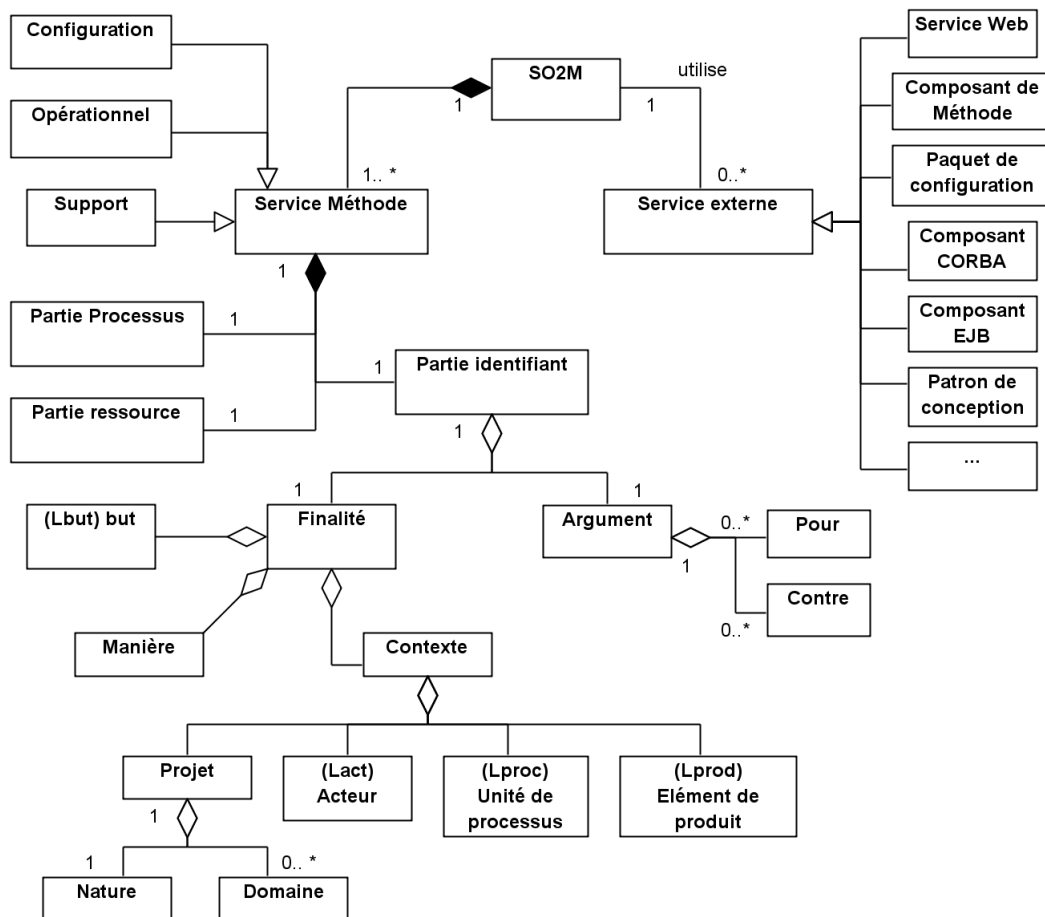 Configuration
SO2M
utilise
Service Web
1
1
Composant de
Méthode
Opérationnel
Paquet de
configuration
1.. *
0..*
Support
Service Méthode
Service externe
Composant
CORBA
1
Partie Processus
1
Composant
EJB
Partie identifiant
1
Patron de
conception
Partie ressource
1
1
...
1
1
(Lbut) but
Finalité
Argument
0..*
Pour
1
Contre
0..*
Manière
Contexte
Projet
(Lact)
Acteur
(Lproc)
Unité de
processus
(Lprod)
Elément de
produit
1
1
0.. *
Nature
Domaine